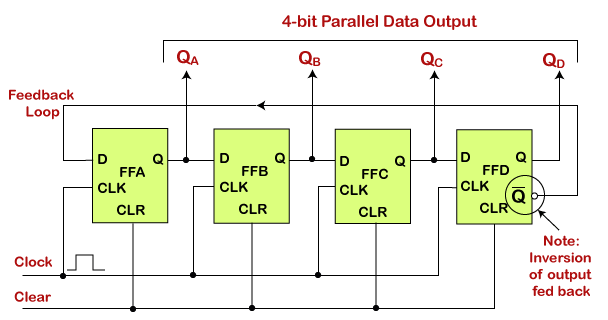 4-bit Parallel Data Output
QA QB QC QD
Feedback
Loop
D Q D Q D Q D Q
FFA FFB FFC FFD
CLK CLK CLK CLK
Q̅
CLR CLR CLR CLR
Note:
Inversion
of output
fed back
Clock
Clear